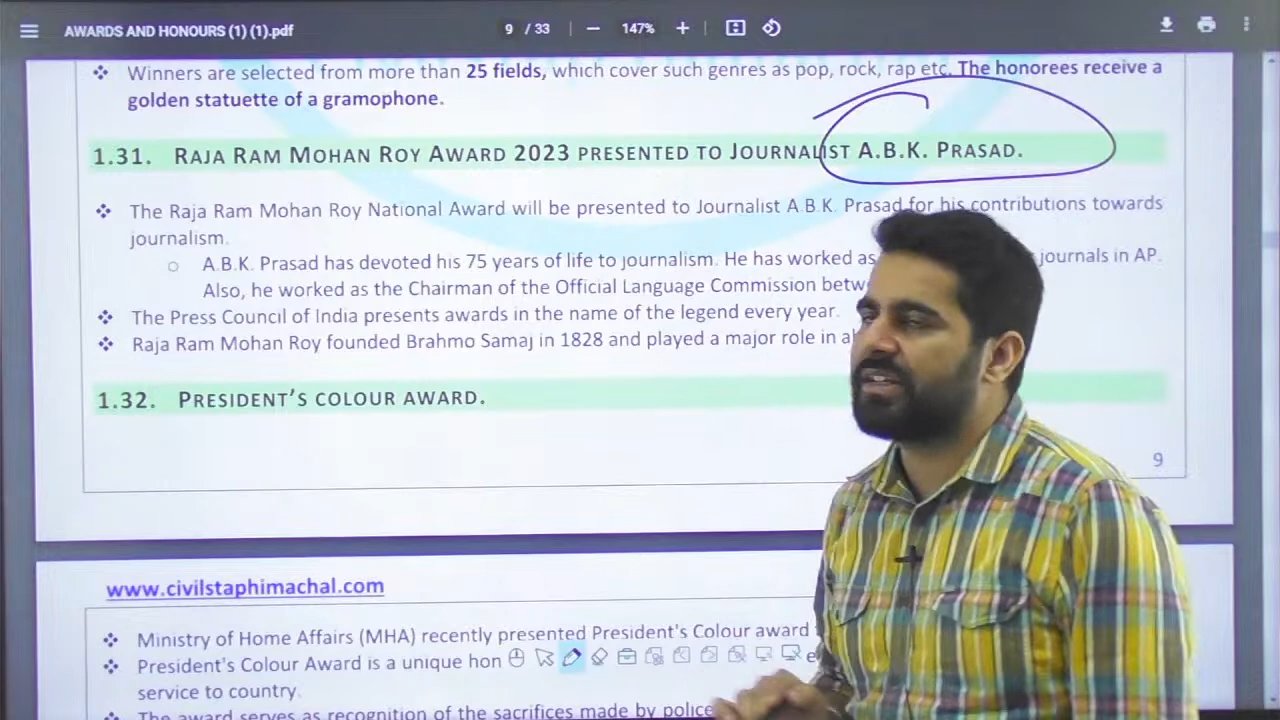 AWARDS AND HONOURS (1) (1).pdf 9 / 33 147%
Winners are selected from more than 25 fields, which cover such genres as pop, rock, rap etc. The honorees receive a
golden statuette of a gramophone.
1.31. RAJA RAM MOHAN ROY AWARD 2023 PRESENTED TO JOURNALIST A.B.K. PRASAD.
The Raja Ram Mohan Roy National Award will be presented to Journalist A.B.K. Prasad for his contributions towards
journalism.
A.B.K. Prasad has devoted his 75 years of life to journalism. He has worked as journals in AP.
Also, he worked as the Chairman of the Official Language Commission
The Press Council of India presents awards in the name of the legend every year.
Raja Ram Mohan Roy founded Brahmo Samaj in 1828 and played a major role in
1.32. PRESIDENT'S COLOUR AWARD.
9
www.civilstaphimachal.com
Ministry of Home Affairs (MHA) recently presented President's Colour award
President's Colour Award is a unique
service to country.
The award serves as recognition of the sacrifices made by police